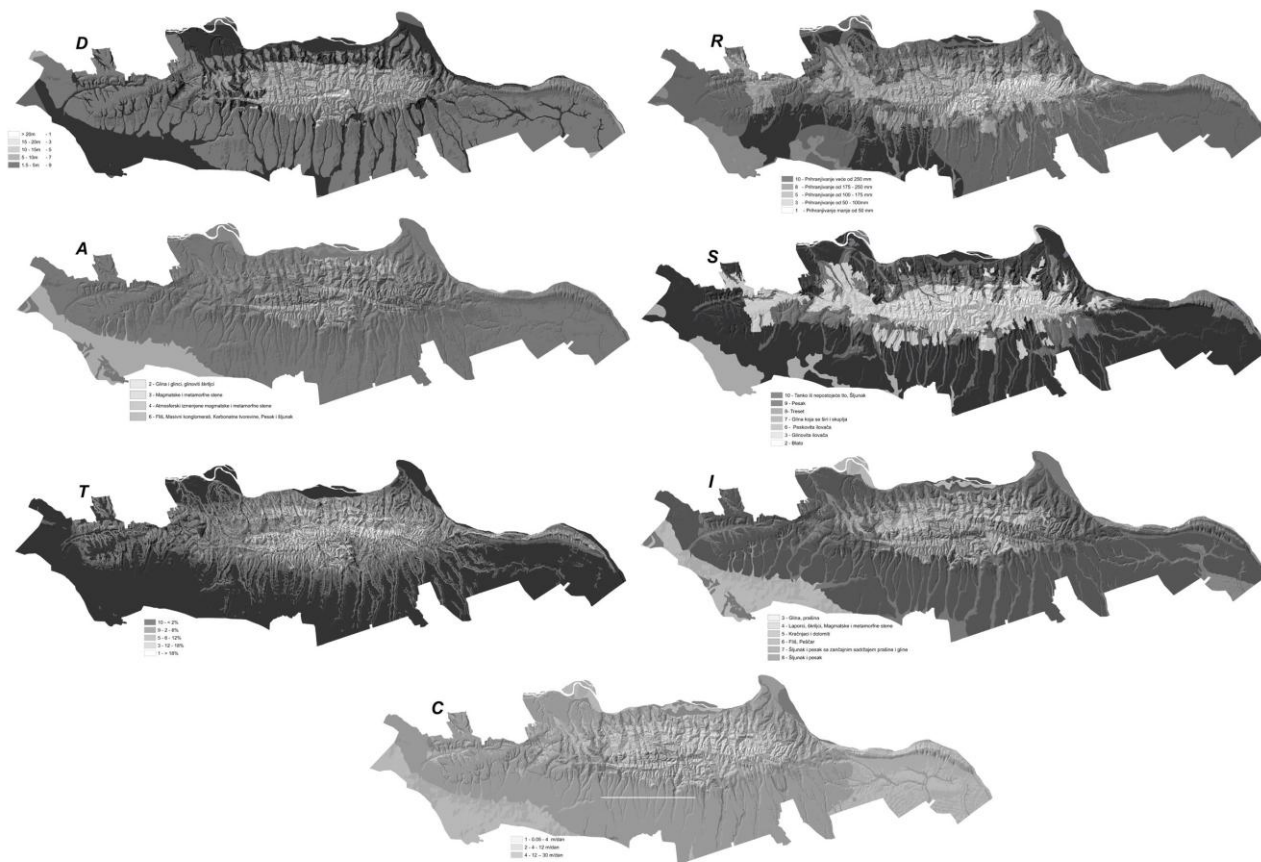 D
> 20m - 1
15 - 20m - 3
10 - 15m - 5
5 - 10m - 7
1.5 - 5m - 9
R
10 - Prihranjivanje veće od 250 mm
8 - Prihranjivanje od 175 - 250 mm
5 - Prihranjivanje od 100 - 175 mm
3 - Prihranjivanje od 50 - 100mm
1 - Prihranjivanje manje od 50 mm
A
2 - Glina i glinci, glinoviti škriljci
3 - Magmatske i metamorfne stene
4 - Atmosferski izmenjene magmatske i metamorfne stene
6 - Fliš, Masivni konglomerati, Karbonatne tvorevine, Pesak i šljunak
S
10 - Tanko ili nepostojeće tlo, Šljunak
9 - Pesak
8 - Treset
7 - Glina koja se širi i skuplja
6 - Peskovita ilovača
3 - Glinovita ilovača
2 - Blato
T
10 - < 2%
9 - 2 - 6%
5 - 6 - 12%
3 - 12 - 18%
1 - > 18%
I
3 - Glina, prašina
4 - Laporci, škriljci, Magmatske i metamorfne stene
5 - Krečnjaci i dolomiti
6 - Fliš, Peščar
7 - Šljunak i pesak sa značajnim sadržajem prašine i gline
8 - Šljunak i pesak
C
1 - 0.05 - 4 m/dan
2 - 4 - 12 m/dan
4 - 12 - 30 m/dan